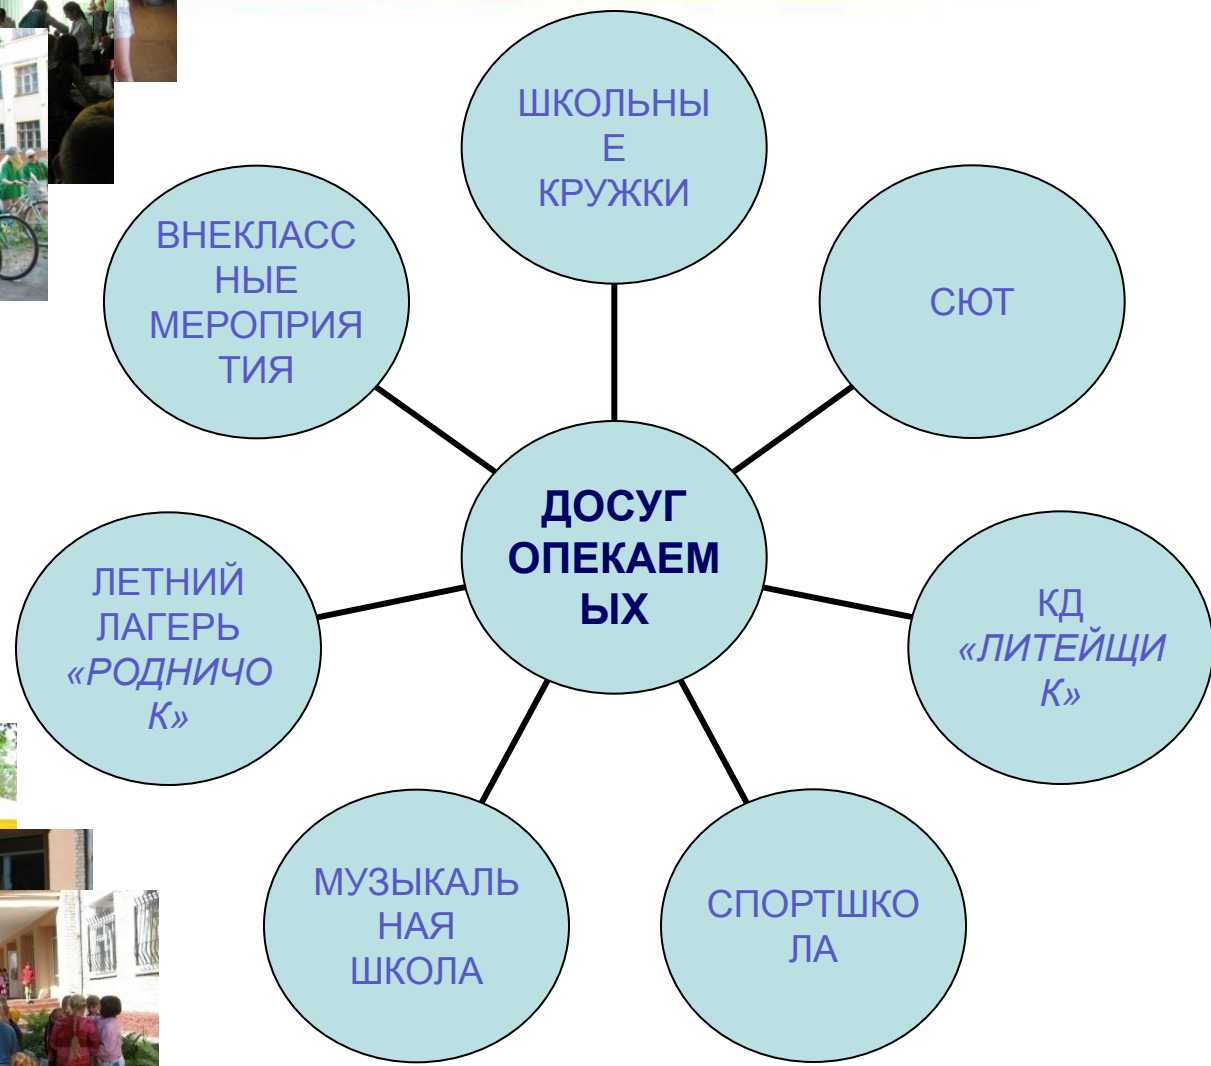 ШКОЛЬНЫ
Е
КРУЖКИ
ВНЕКЛАСС
НЫЕ
МЕРОПРИЯ
ТИЯ
СЮТ
ДОСУГ
ОПЕКАЕМ
ЫХ
ЛЕТНИЙ
ЛАГЕРЬ
«РОДНИЧО
К»
КД
«ЛИТЕЙЩИ
К»
МУЗЫКАЛЬ
НАЯ
ШКОЛА
СПОРТШКО
ЛА